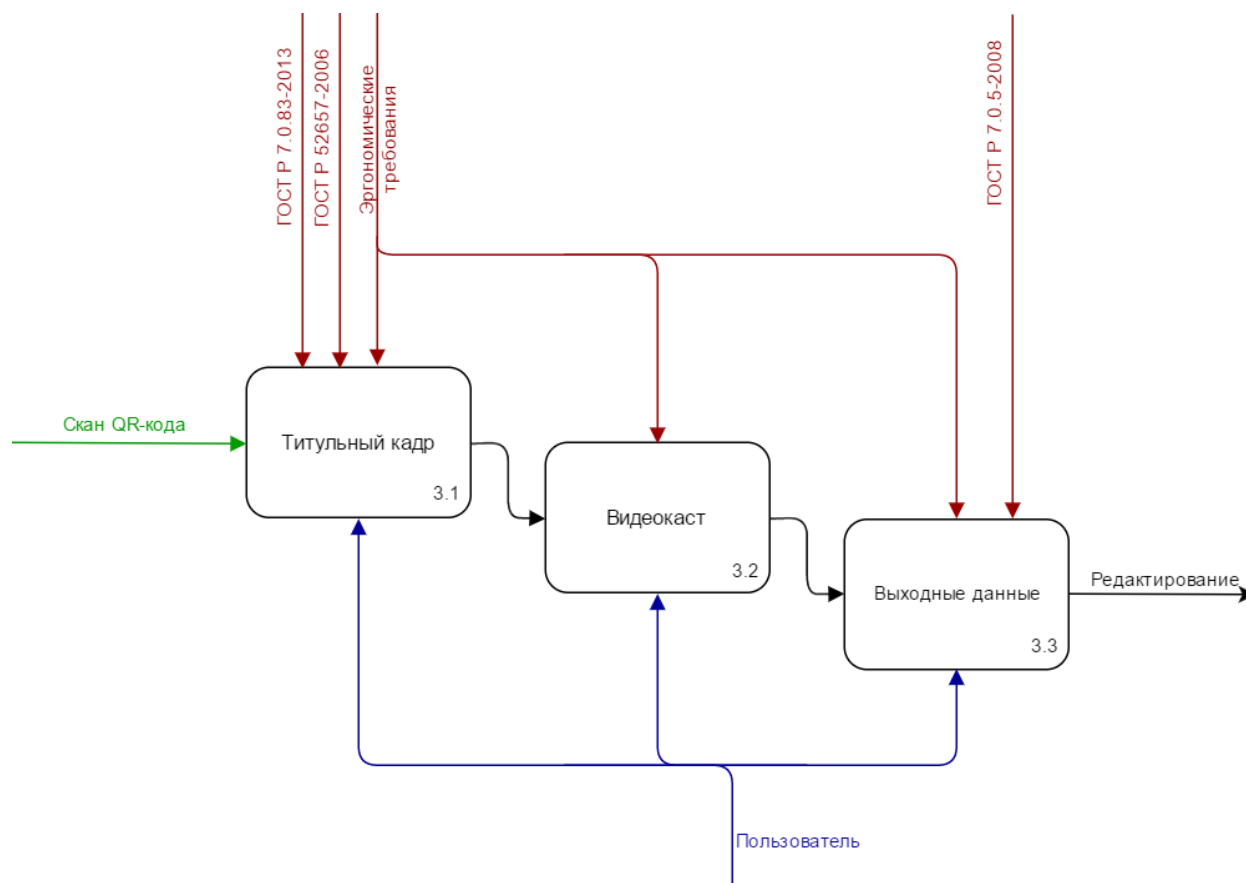 ГОСТ Р 7.0.83-2013
ГОСТ Р 52657-2006
Эргономические
требования
ГОСТ Р 7.0.5-2008
Скан QR-кода
Титульный кадр
3.1
Видеокаст
3.2
Выходные данные
3.3
Редактирование
Пользователь